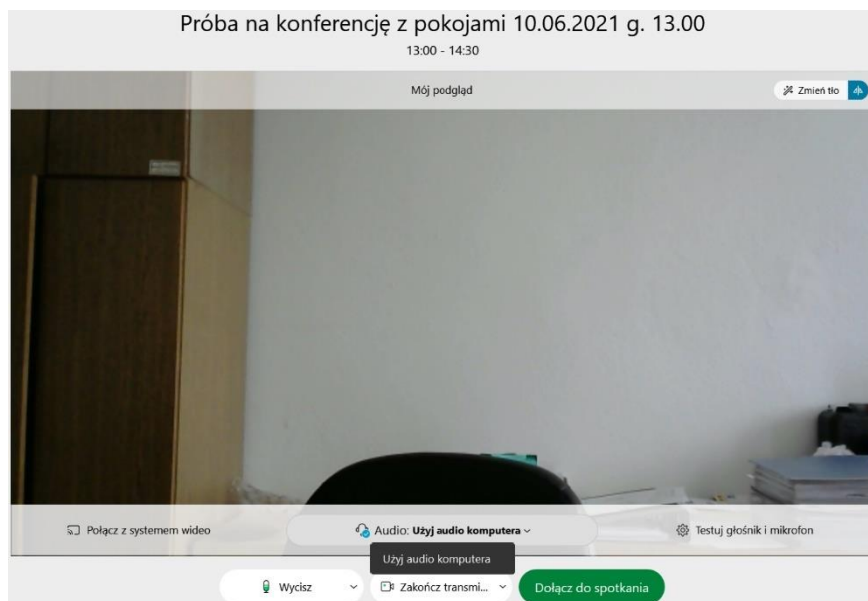 Próba na konferencję z pokojami 10.06.2021 g. 13.00
13:00 - 14:30
Mój podgląd
Zmień tło
Połącz z systemem wideo
Audio: Użyj audio komputera
Testuj głośnik i mikrofon
Użyj audio komputera
Wycisz
Zakończ transmi...
Dołącz do spotkania